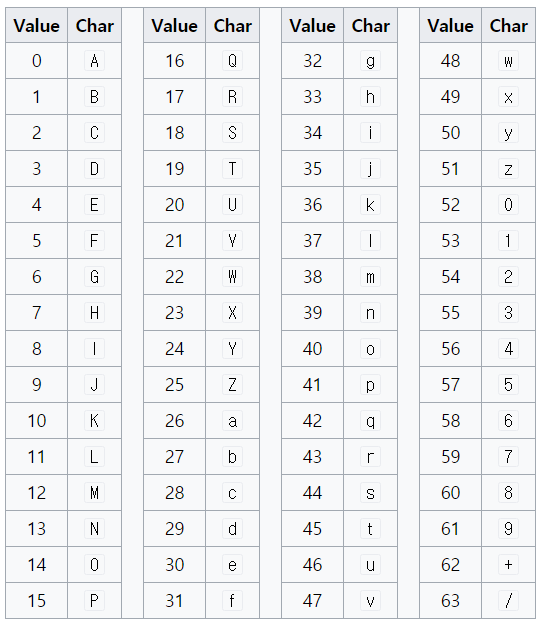 Value Char Value Char Value Char Value Char
0 A 16 Q 32 g 48 w
1 B 17 R 33 h 49 x
2 C 18 S 34 i 50 y
3 D 19 T 35 j 51 z
4 E 20 U 36 k 52 0
5 F 21 V 37 l 53 1
6 G 22 W 38 m 54 2
7 H 23 X 39 n 55 3
8 I 24 Y 40 o 56 4
9 J 25 Z 41 p 57 5
10 K 26 a 42 q 58 6
11 L 27 b 43 r 59 7
12 M 28 c 44 s 60 8
13 N 29 d 45 t 61 9
14 O 30 e 46 u 62 +
15 P 31 f 47 v 63 /